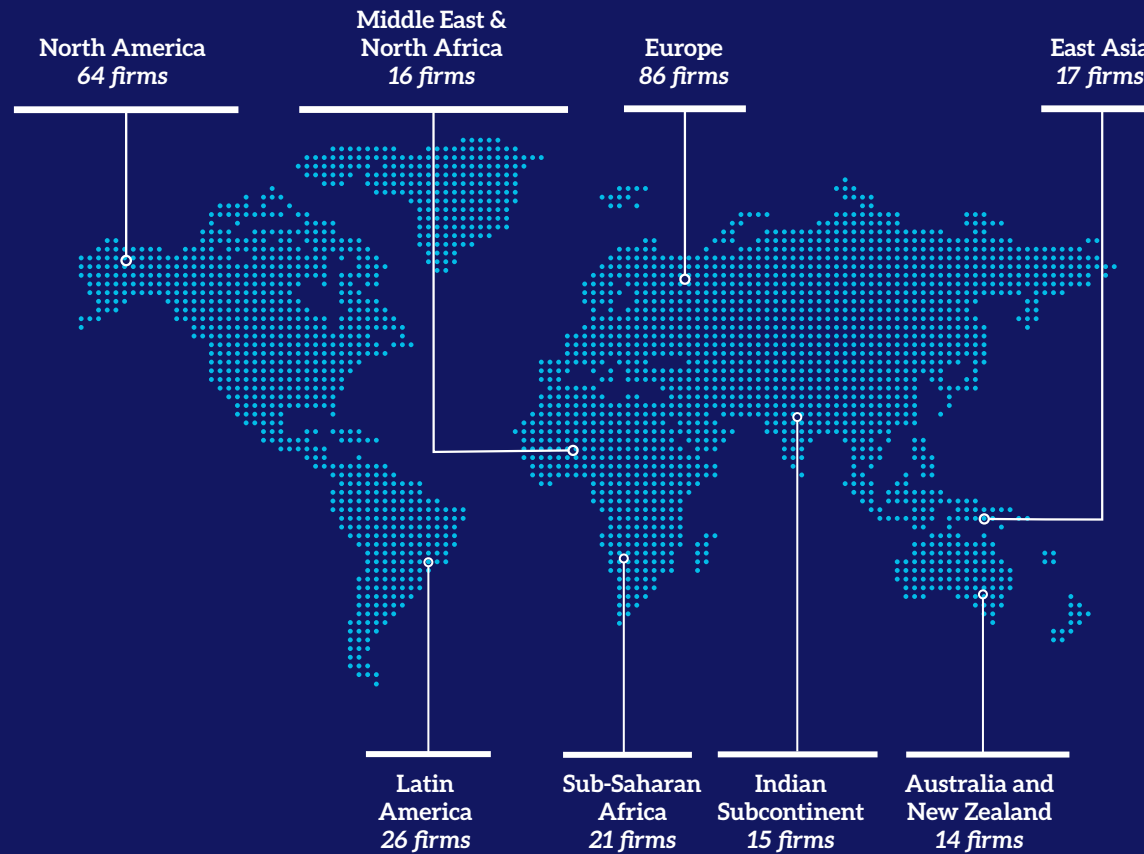 North America
64 firms
Middle East &
North Africa
16 firms
Europe
86 firms
East Asia
17 firms
Latin
America
26 firms
Sub-Saharan
Africa
21 firms
Indian
Subcontinent
15 firms
Australia and
New Zealand
14 firms